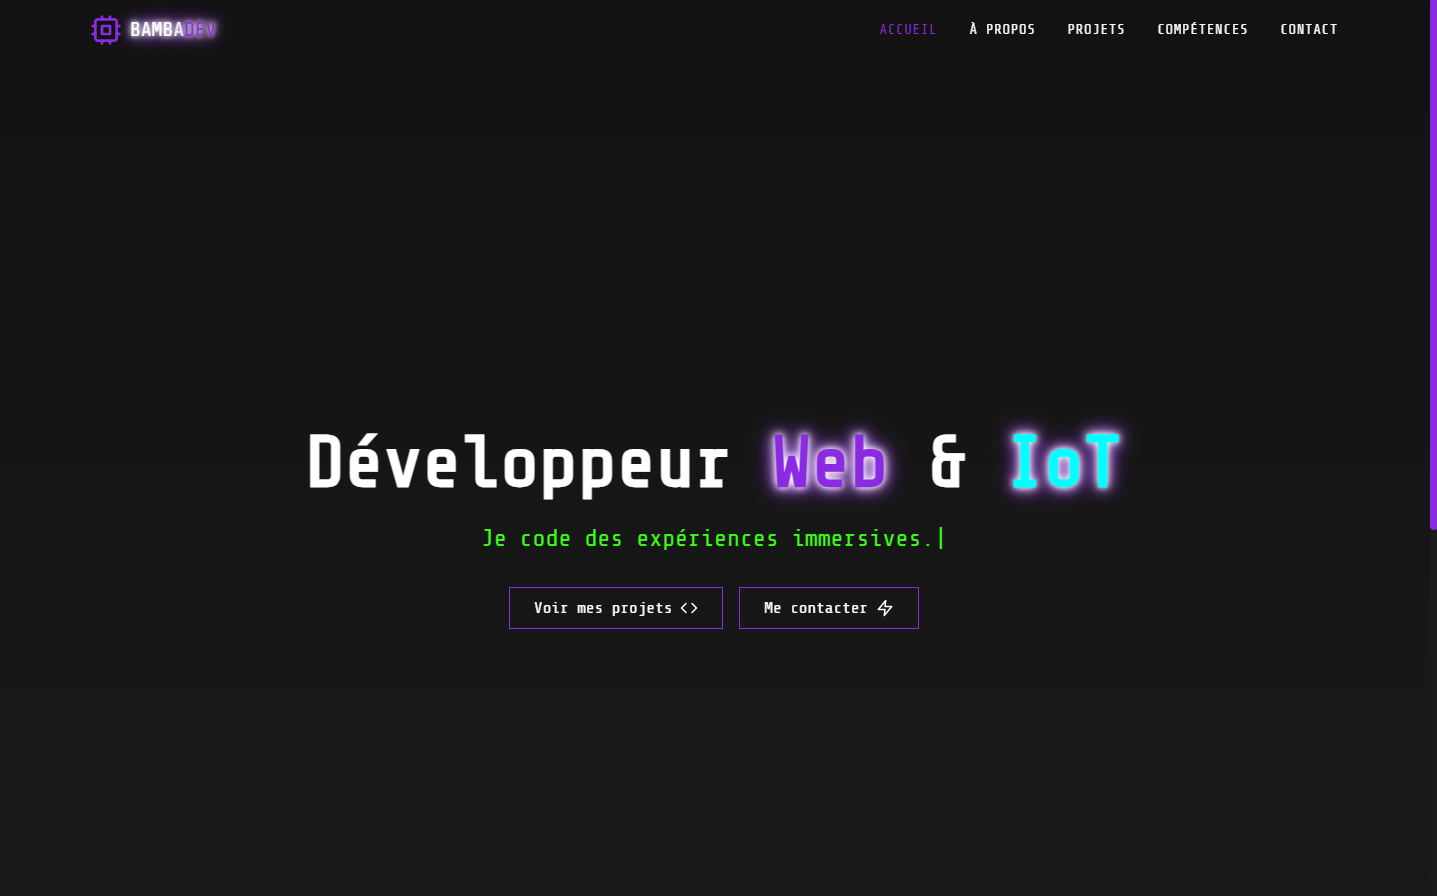 BAMBADEV
ACCUEIL À PROPOS PROJETS COMPÉTENCES CONTACT
Développeur Web & IoT
Je code des expériences immersives.|
Voir mes projets Me contacter